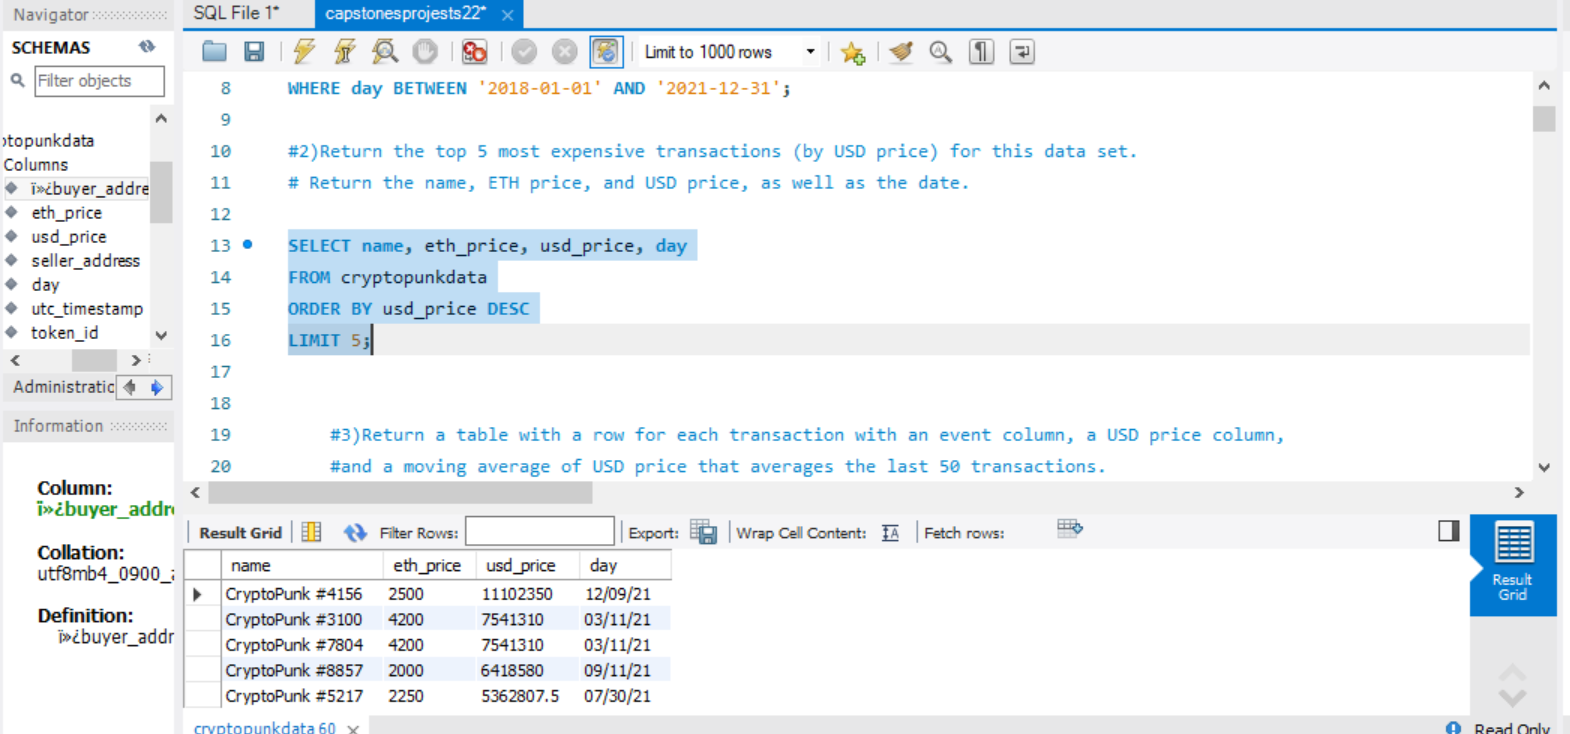 Navigator
SQL File 1*
capstonesprojests22*
SCHEMAS
Limit to 1000 rows
Filter objects
ptopunkdata
Columns
ï»¿buyer_addre
eth_price
usd_price
seller_address
day
utc_timestamp
token_id
Administratic
Information
Column:
ï»¿buyer_addre
Collation:
utf8mb4_0900_a
Definition:
ï»¿buyer_addr
8 WHERE day BETWEEN '2018-01-01' AND '2021-12-31';
9
10 #2)Return the top 5 most expensive transactions (by USD price) for this data set.
11 # Return the name, ETH price, and USD price, as well as the date.
12
13 SELECT name, eth_price, usd_price, day
14 FROM cryptopunkdata
15 ORDER BY usd_price DESC
16 LIMIT 5;
17
18
19 #3)Return a table with a row for each transaction with an event column, a USD price column,
20 #and a moving average of USD price that averages the last 50 transactions.
Result Grid Filter Rows: Export: Wrap Cell Content: Fetch rows:
name eth_price usd_price day
CryptoPunk #4156 2500 11102350 12/09/21
CryptoPunk #3100 4200 7541310 03/11/21
CryptoPunk #7804 4200 7541310 03/11/21
CryptoPunk #8857 2000 6418580 09/11/21
CryptoPunk #5217 2250 5362807.5 07/30/21
Result
Grid
cryptopunkdata 60
Read Only